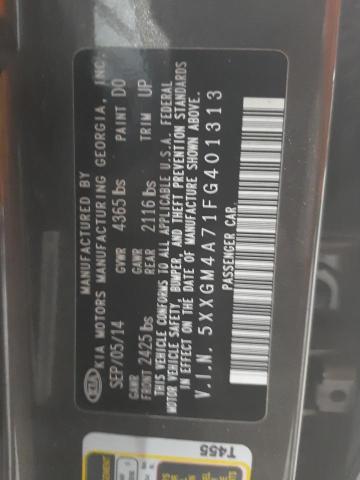 KIA
MANUFACTURED BY
KIA MOTORS MANUFACTURING GEORGIA, INC.
SEP/05/14 GVWR 4365 lbs PAINT D0
GAWR FRONT 2425 lbs GAWR REAR 2116 lbs TRIM UP
THIS VEHICLE CONFORMS TO ALL APPLICABLE U.S.A. FEDERAL
MOTOR VEHICLE SAFETY, BUMPER, AND THEFT PREVENTION STANDARDS
IN EFFECT ON THE DATE OF MANUFACTURE SHOWN ABOVE.
V.I.N. 5XXGM4A71FG401313
PASSENGER CAR
T455